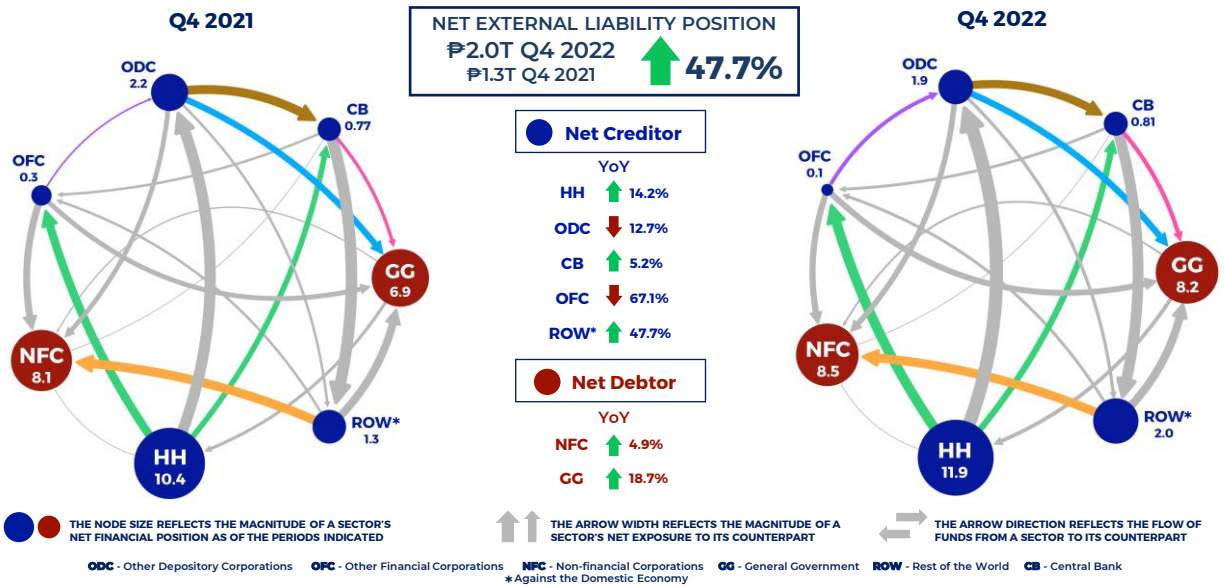 Q4 2021
ODC
2.2
CB
0.77
OFC
0.3
GG
6.9
NFC
8.1
ROW*
1.3
HH
10.4
NET EXTERNAL LIABILITY POSITION
₱2.0T Q4 2022
₱1.3T Q4 2021
47.7%
Net Creditor
YoY
HH 14.2%
ODC 12.7%
CB 5.2%
OFC 67.1%
ROW* 47.7%
Net Debtor
YoY
NFC 4.9%
GG 18.7%
Q4 2022
ODC
1.9
CB
0.81
OFC
0.1
GG
8.2
NFC
8.5
ROW*
2.0
HH
11.9
THE NODE SIZE REFLECTS THE MAGNITUDE OF A SECTOR'S
NET FINANCIAL POSITION AS OF THE PERIODS INDICATED
THE ARROW WIDTH REFLECTS THE MAGNITUDE OF A
SECTOR'S NET EXPOSURE TO ITS COUNTERPART
THE ARROW DIRECTION REFLECTS THE FLOW OF
FUNDS FROM A SECTOR TO ITS COUNTERPART
ODC - Other Depository Corporations OFC - Other Financial Corporations NFC - Non-financial Corporations GG - General Government ROW - Rest of the World CB - Central Bank
* Against the Domestic Economy